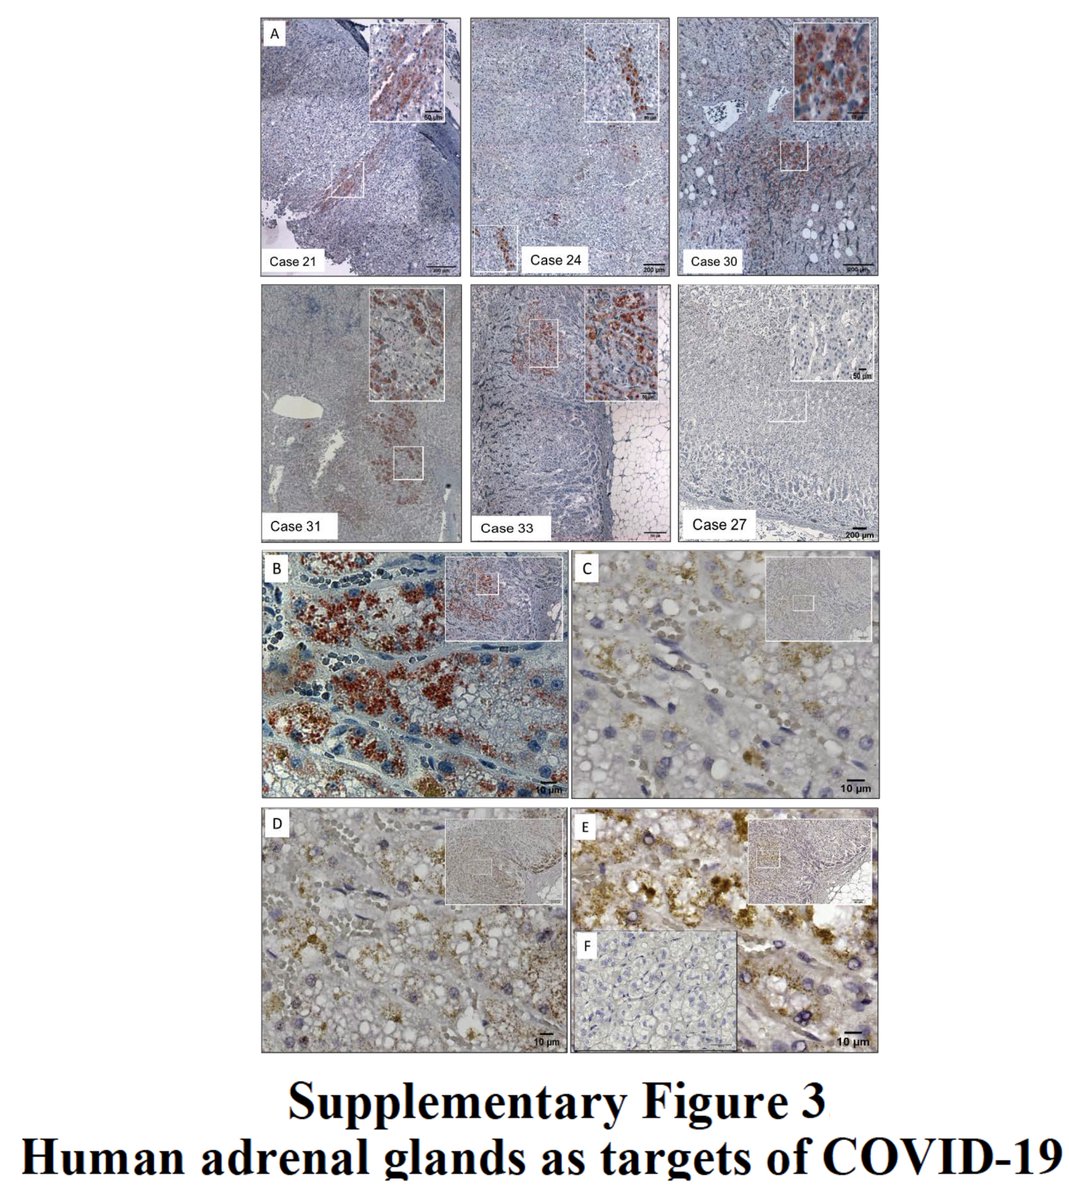 A
50 µm
Case 21
200 µm
Case 24
200 µm
Case 30
200 µm
Case 31
Case 33
50 µm
Case 27
200 µm
B
10 µm
C
10 µm
D
10 µm
E
F
10 µm
Supplementary Figure 3
Human adrenal glands as targets of COVID-19